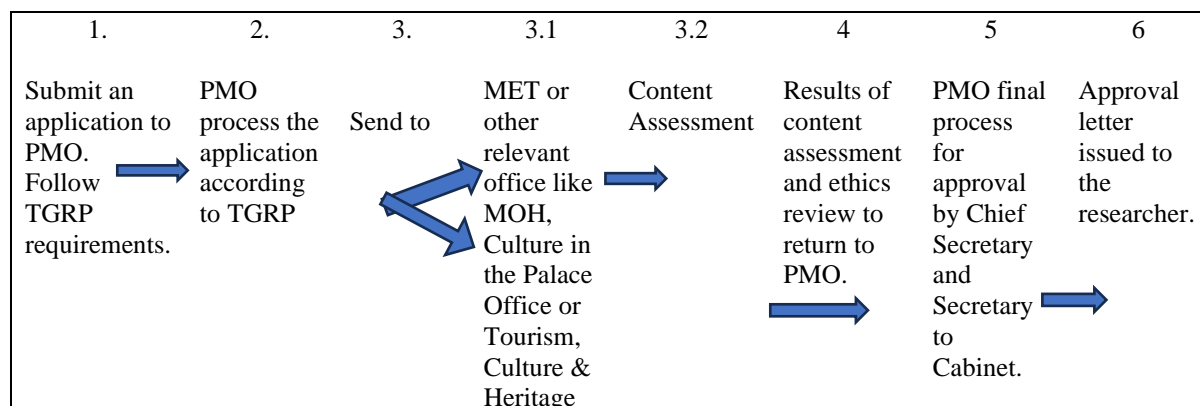 1.
Submit an
application to
PMO.
Follow
TGRP
requirements.
2.
PMO
process the
application
according
to TGRP
3.
Send to
3.1
MET or
other
relevant
office like
MOH,
Culture in
the Palace
Office or
Tourism,
Culture &
Heritage
3.2
Content
Assessment
4
Results of
content
assessment
and ethics
review to
return to
PMO.
5
PMO final
process
for
approval
by Chief
Secretary
and
Secretary
to
Cabinet.
6
Approval
letter
issued to
the
researcher.